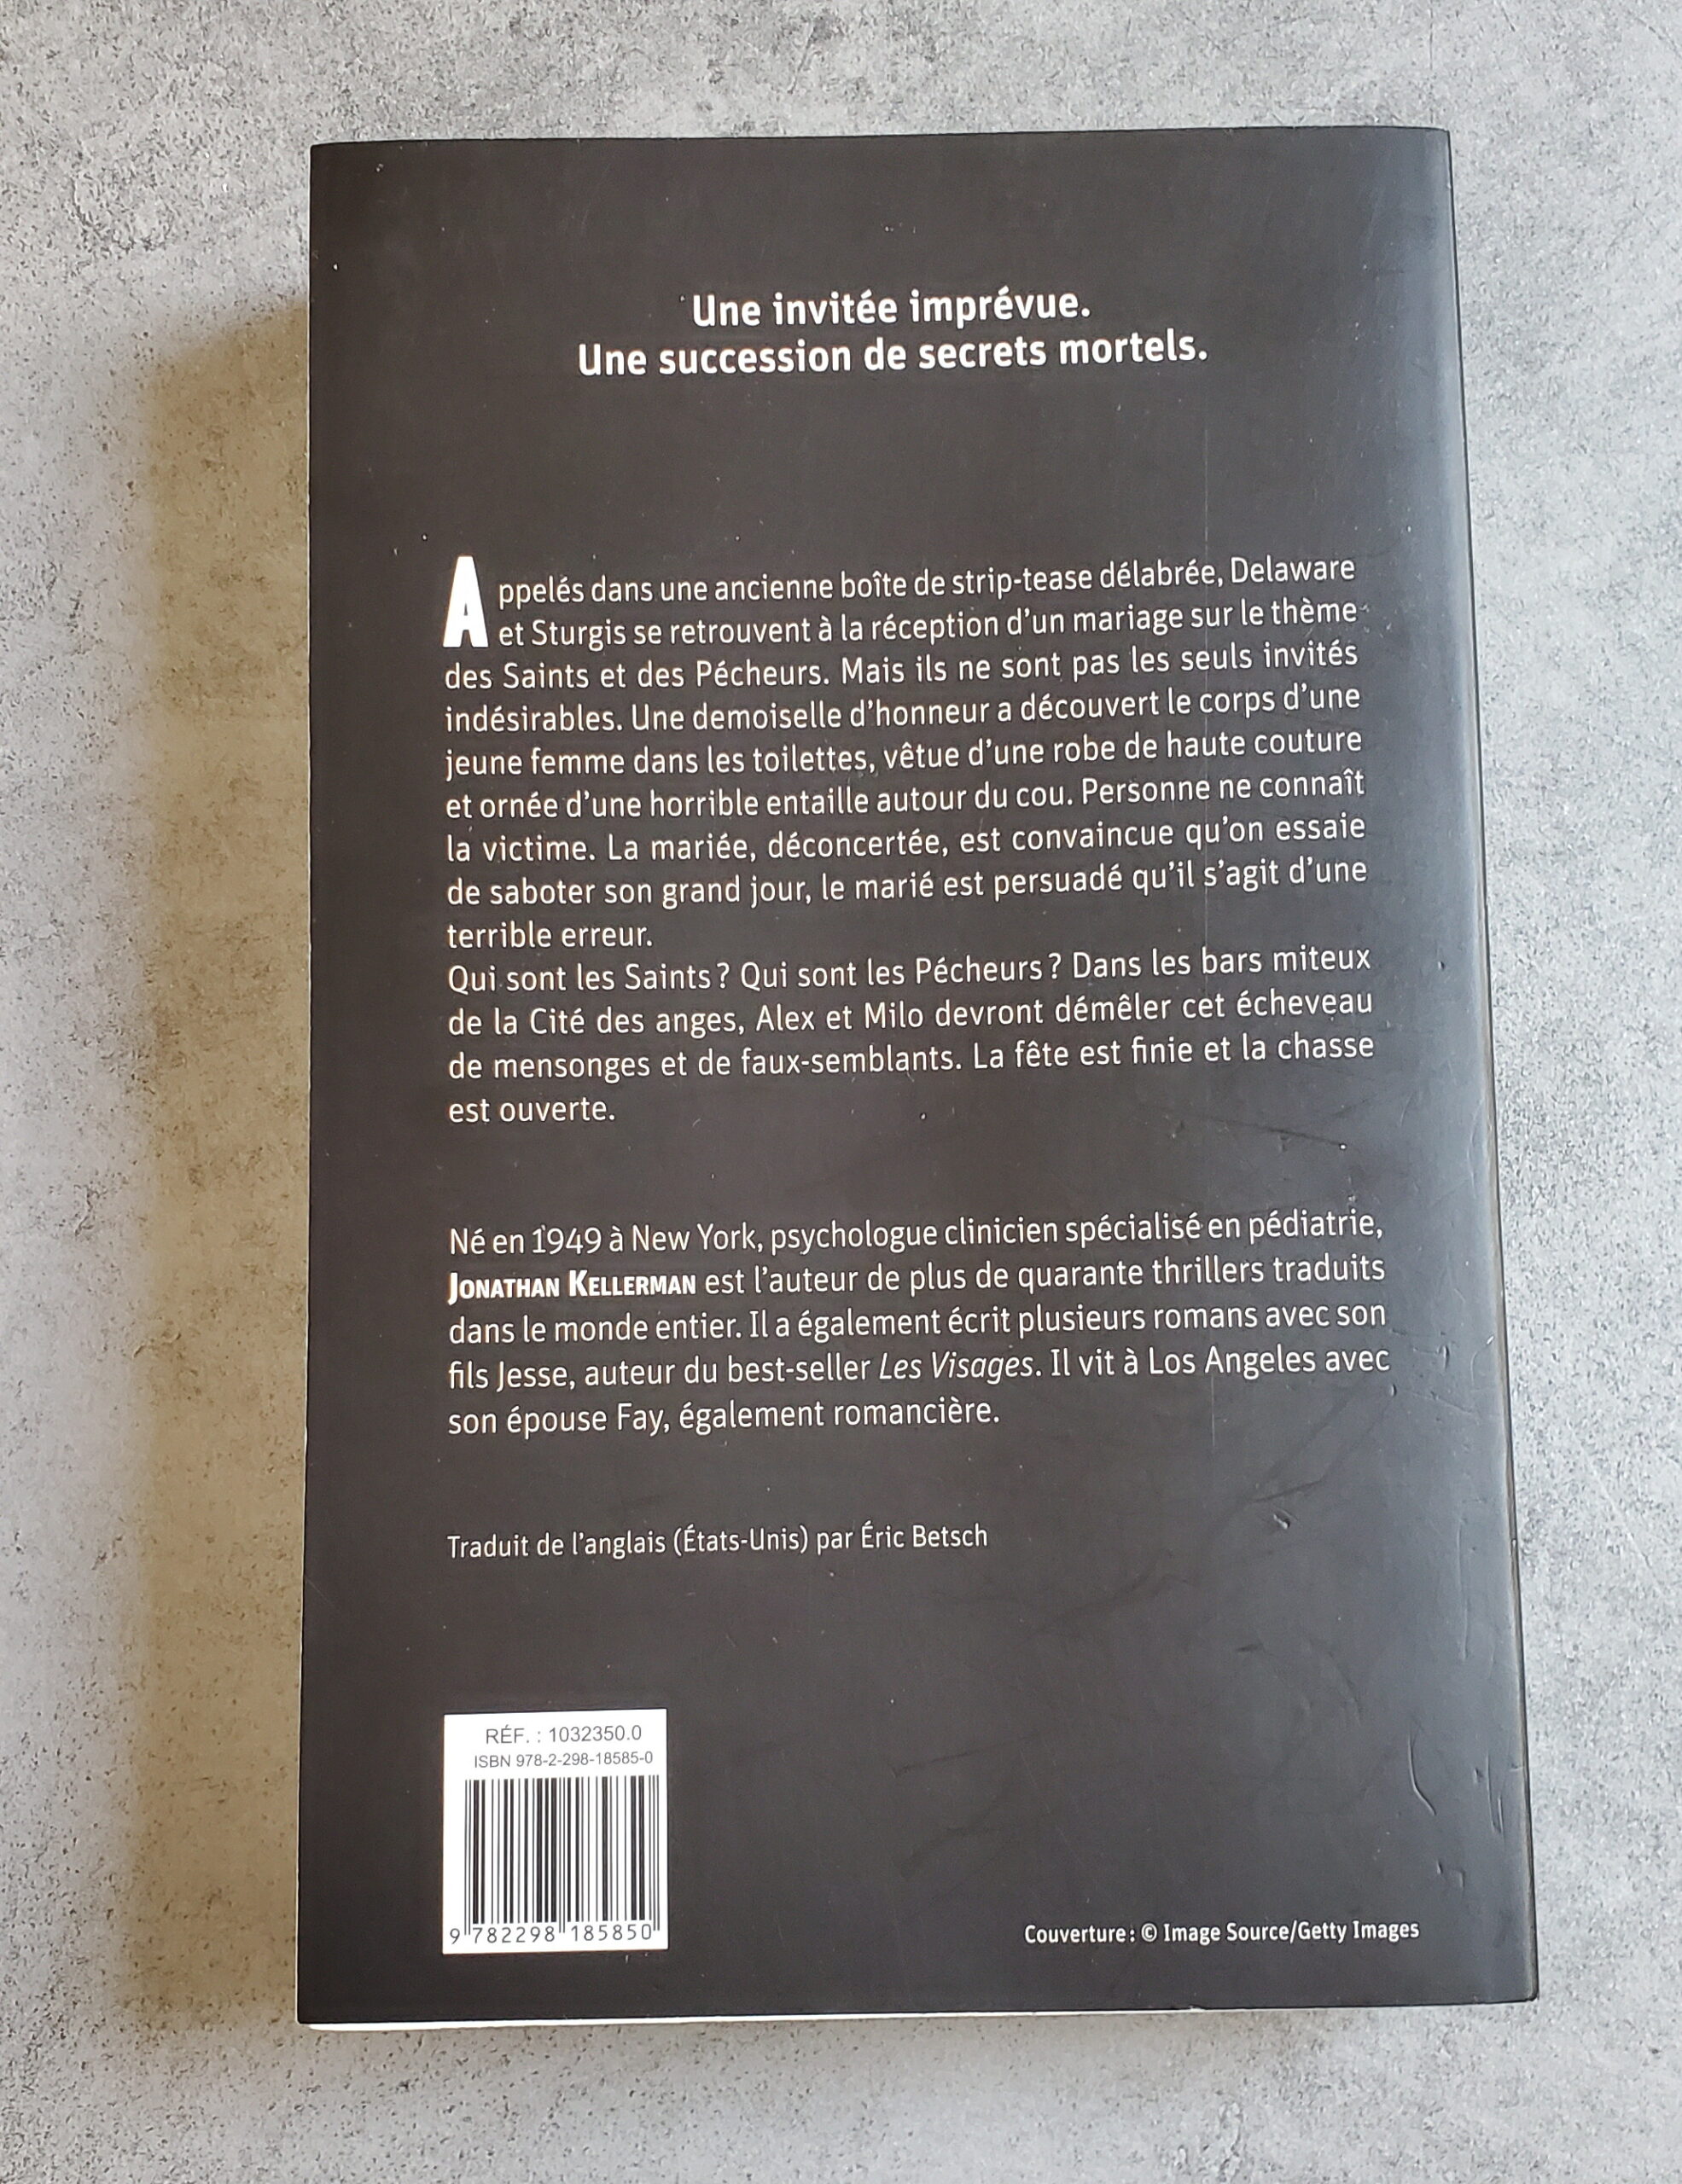 Une invitée imprévue.
Une succession de secrets mortels.
Appelés dans une ancienne boîte de strip-tease délabrée, Delaware
et Sturgis se retrouvent à la réception d'un mariage sur le thème
des Saints et des Pécheurs. Mais ils ne sont pas les seuls invités
indésirables. Une demoiselle d'honneur a découvert le corps d'une
jeune femme dans les toilettes, vêtue d'une robe de haute couture
et ornée d'une horrible entaille autour du cou. Personne ne connaît
la victime. La mariée, déconcertée, est convaincue qu'on essaie
de saboter son grand jour, le marié est persuadé qu'il s'agit d'une
terrible erreur.
Qui sont les Saints ? Qui sont les Pécheurs ? Dans les bars miteux
de la Cité des anges, Alex et Milo devront démêler cet écheveau
de mensonges et de faux-semblants. La fête est finie et la chasse
est ouverte.
Né en 1949 à New York, psychologue clinicien spécialisé en pédiatrie,
JONATHAN KELLERMAN est l'auteur de plus de quarante thrillers traduits
dans le monde entier. Il a également écrit plusieurs romans avec son
fils Jesse, auteur du best-seller Les Visages. Il vit à Los Angeles avec
son épouse Fay, également romancière.
Traduit de l'anglais (États-Unis) par Éric Betsch
RÉF. : 1032350.0
ISBN 978-2-298-18585-0
9 782298 185850
Couverture : © Image Source/Getty Images